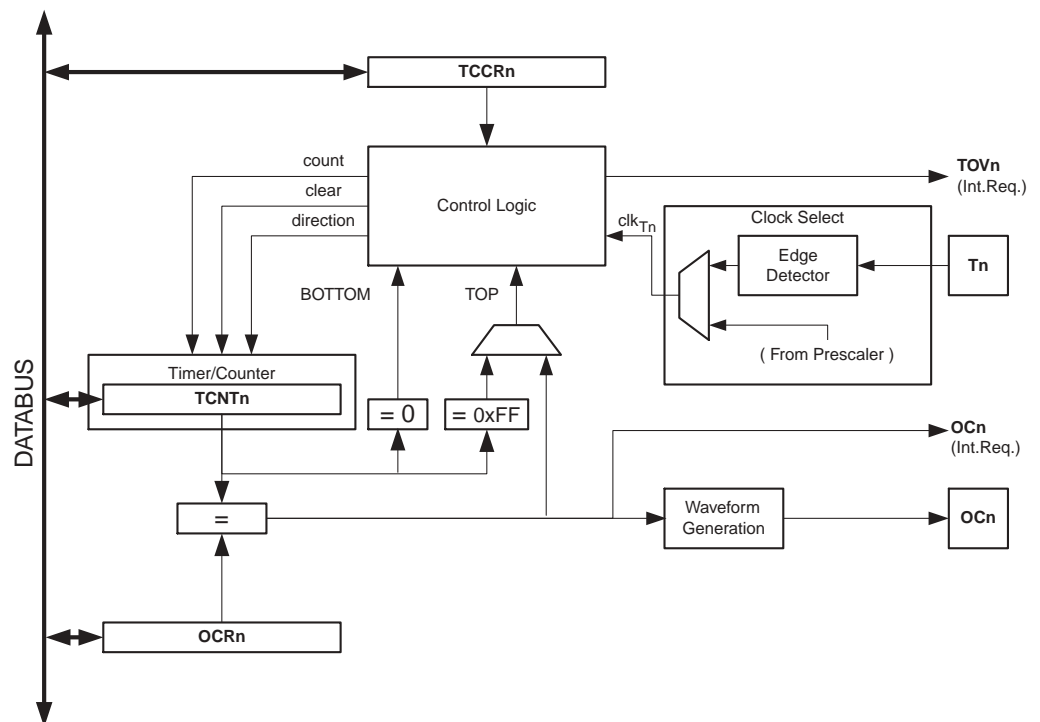 TCCRn
count
clear
direction
Control Logic
TOVn
(Int.Req.)
clkTn
Clock Select
Edge
Detector
Tn
( From Prescaler )
BOTTOM
TOP
Timer/Counter
TCNTn
= 0
= 0xFF
DATABUS
OCn
(Int.Req.)
=
Waveform
Generation
OCn
OCRn